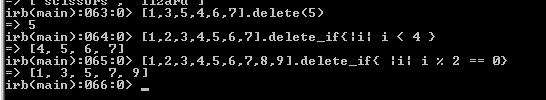 => ["scissors", "lizard"]
irb(main):063:0> [1,3,5,4,6,7].delete(5)
=> 5
irb(main):064:0> [1,2,3,4,5,6,7].delete_if{|i| i < 4 }
=> [4, 5, 6, 7]
irb(main):065:0> [1,2,3,4,5,6,7,8,9].delete_if{ |i| i % 2 == 0}
=> [1, 3, 5, 7, 9]
irb(main):066:0> _